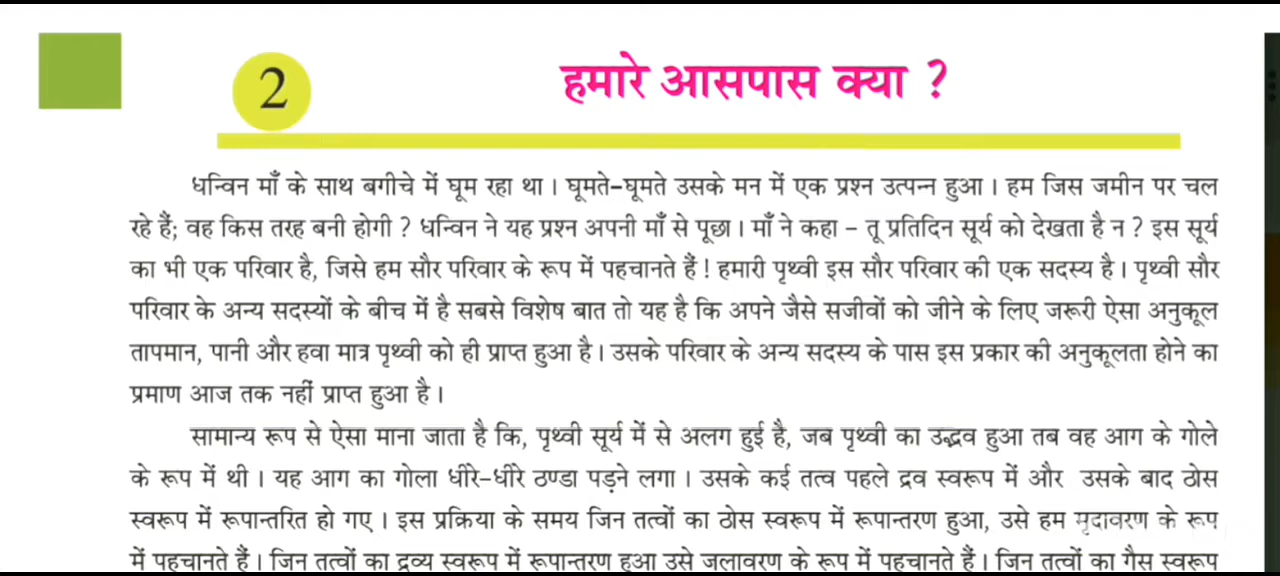 2
हमारे आसपास क्या ?
धन्विन माँ के साथ बगीचे में घूम रहा था । घूमते-घूमते उसके मन में एक प्रश्न उत्पन्न हुआ । हम जिस जमीन पर चल
रहे हैं; वह किस तरह बनी होगी ? धन्विन ने यह प्रश्न अपनी माँ से पूछा । माँ ने कहा – तू प्रतिदिन सूर्य को देखता है न ? इस सूर्य
का भी एक परिवार है, जिसे हम सौर परिवार के रूप में पहचानते हैं ! हमारी पृथ्वी इस सौर परिवार की एक सदस्य है । पृथ्वी सौर
परिवार के अन्य सदस्यों के बीच में है सबसे विशेष बात तो यह है कि अपने जैसे सजीवों को जीने के लिए जरूरी ऐसा अनुकूल
तापमान, पानी और हवा मात्र पृथ्वी को ही प्राप्त हुआ है । उसके परिवार के अन्य सदस्य के पास इस प्रकार की अनुकूलता होने का
प्रमाण आज तक नहीं प्राप्त हुआ है ।
सामान्य रूप से ऐसा माना जाता है कि, पृथ्वी सूर्य में से अलग हुई है, जब पृथ्वी का उद्भव हुआ तब वह आग के गोले
के रूप में थी । यह आग का गोला धीरे-धीरे ठण्डा पड़ने लगा । उसके कई तत्व पहले द्रव स्वरूप में और उसके बाद ठोस
स्वरूप में रूपान्तरित हो गए । इस प्रक्रिया के समय जिन तत्वों का ठोस स्वरूप में रूपान्तरण हुआ, उसे हम मृदावरण के रूप
में पहचानते हैं । जिन तत्वों का द्रव्य स्वरूप में रूपान्तरण हुआ उसे जलावरण के रूप में पहचानते हैं । जिन तत्वों का गैस स्वरूप